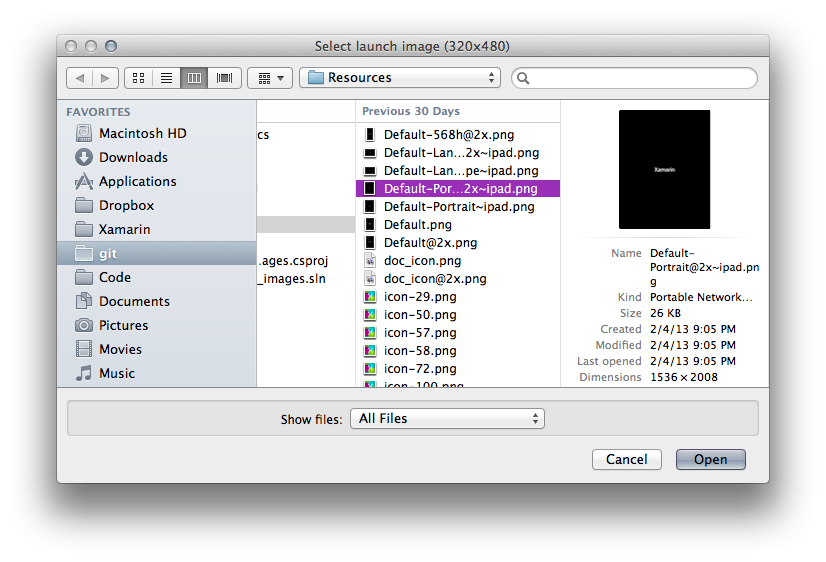 Select launch image (320x480)
Resources
FAVORITES
Macintosh HD
Downloads
Applications
Dropbox
Xamarin
git
Code
Documents
Pictures
Movies
Music
cs
.ages.csproj
_images.sln
Previous 30 Days
Default-568h@2x.png
Default-Lan...2x~ipad.png
Default-Lan...pe~ipad.png
Default-Por...2x~ipad.png
Default-Portrait~ipad.png
Default.png
Default@2x.png
doc_icon.png
doc_icon@2x.png
icon-29.png
icon-50.png
icon-57.png
icon-58.png
icon-72.png
icon-100.png
Xamarin
Name Default-
Portrait@2x~ipad.pn
g
Kind Portable Network...
Size 26 KB
Created 2/4/13 9:05 PM
Modified 2/4/13 9:05 PM
Last opened 2/4/13 9:05 PM
Dimensions 1536 × 2008
Show files: All Files
Cancel Open